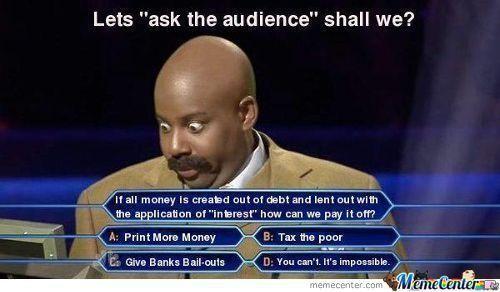 Lets "ask the audience" shall we?
If all money is created out of debt and lent out with
the application of "interest" how can we pay it off?
A: Print More Money
B: Tax the poor
C: Give Banks Bail-outs
D: You can't. It's impossible.
memecenter.com MemeCenter